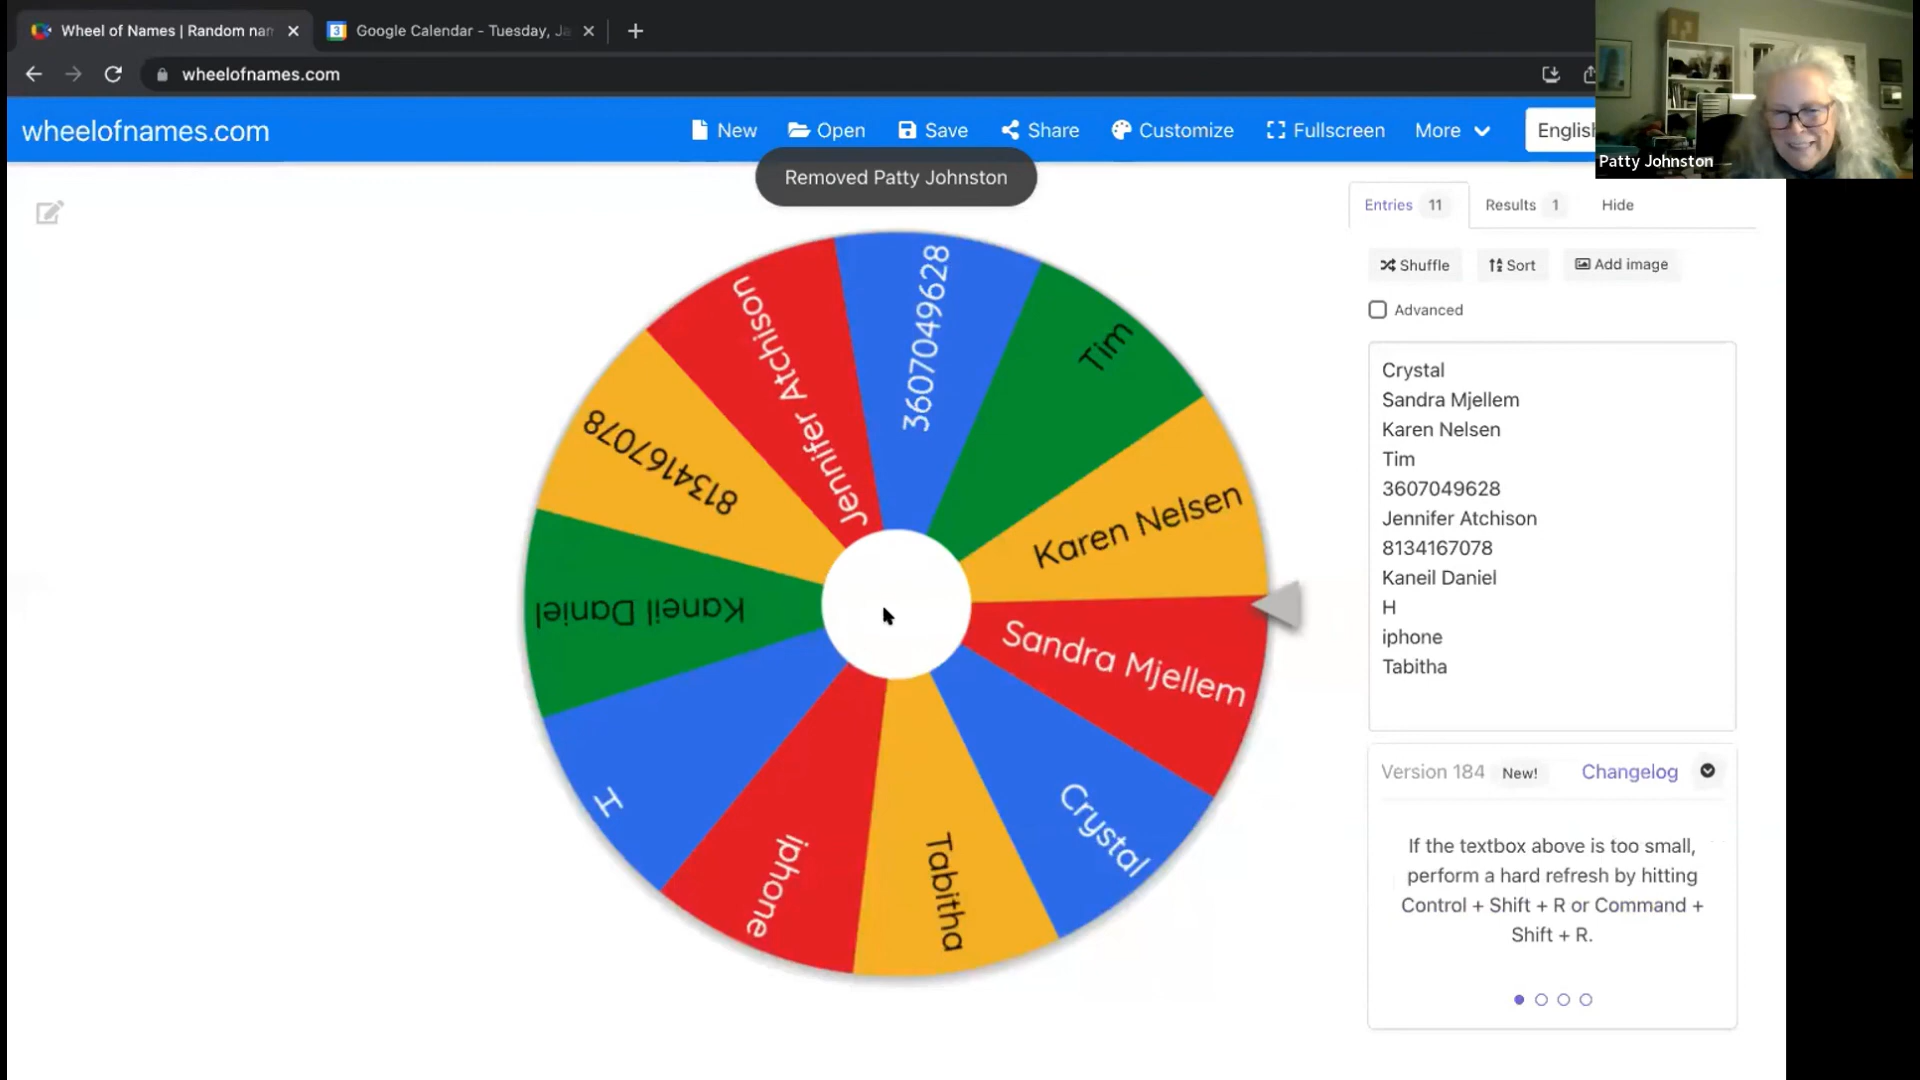 Wheel of Names | Random nam
Google Calendar - Tuesday, Ja
wheelofnames.com
wheelofnames.com
New
Open
Save
Share
Customize
Fullscreen
More
English
Patty Johnston
Removed Patty Johnston
Entries 11
Results 1
Hide
Shuffle
Sort
Add image
Advanced
Crystal
Sandra Mjellem
Karen Nelsen
Tim
3607049628
Jennifer Atchison
8134167078
Kaneil Daniel
H
iphone
Tabitha
3607049628
Tim
Karen Nelsen
Sandra Mjellem
Crystal
Tabitha
iphone
H
Kaneil Daniel
8134167078
Jennifer Atchison
Version 184 New! Changelog
If the textbox above is too small,
perform a hard refresh by hitting
Control + Shift + R or Command +
Shift + R.